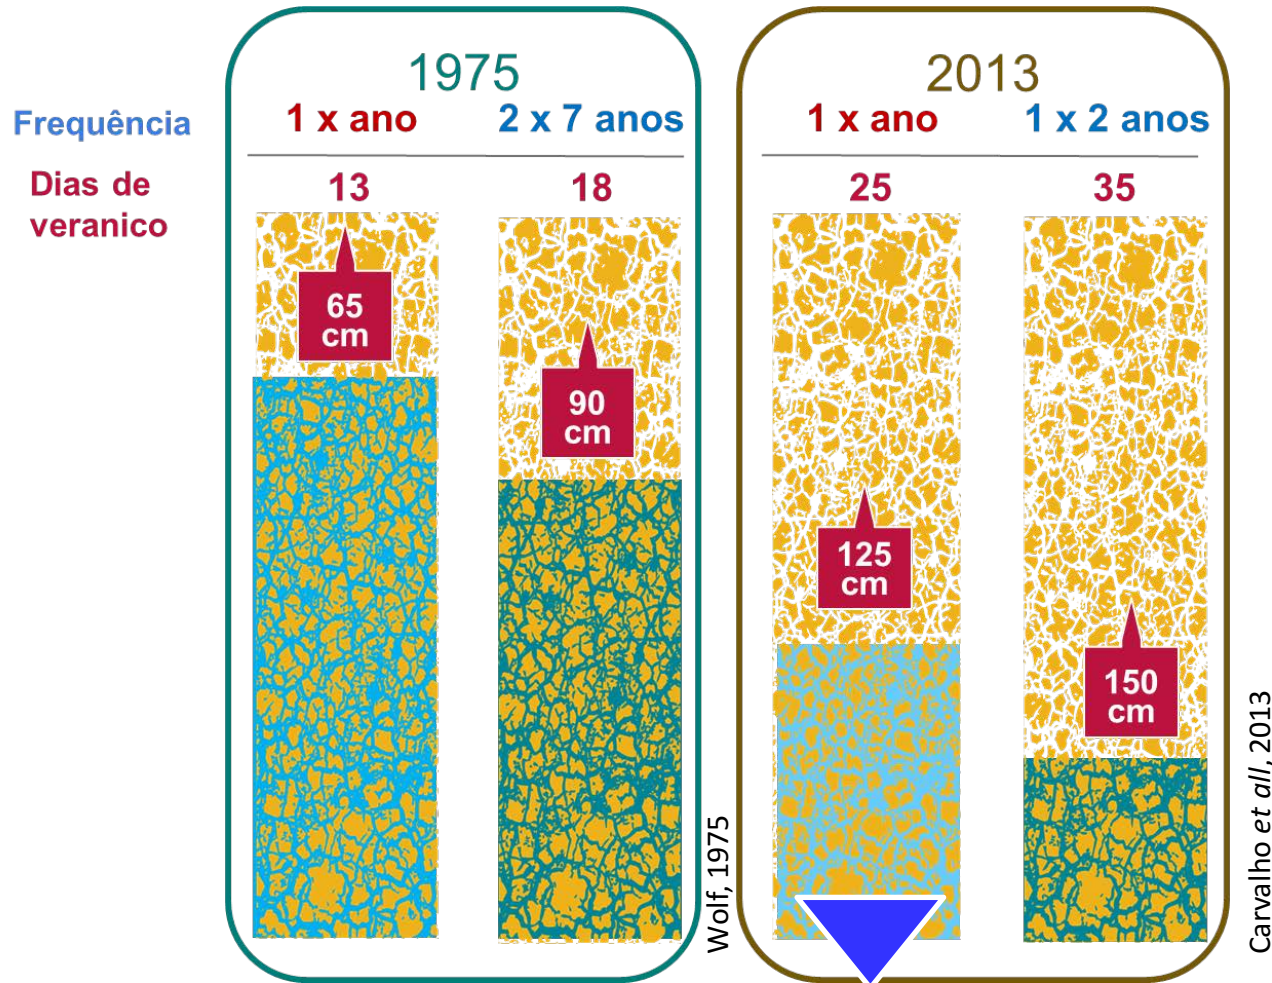 1975
2013
Frequência
1 x ano
2 x 7 anos
1 x ano
1 x 2 anos
Dias de
veranico
13
18
25
35
65
cm
90
cm
125
cm
150
cm
Wolf, 1975
Carvalho et all, 2013